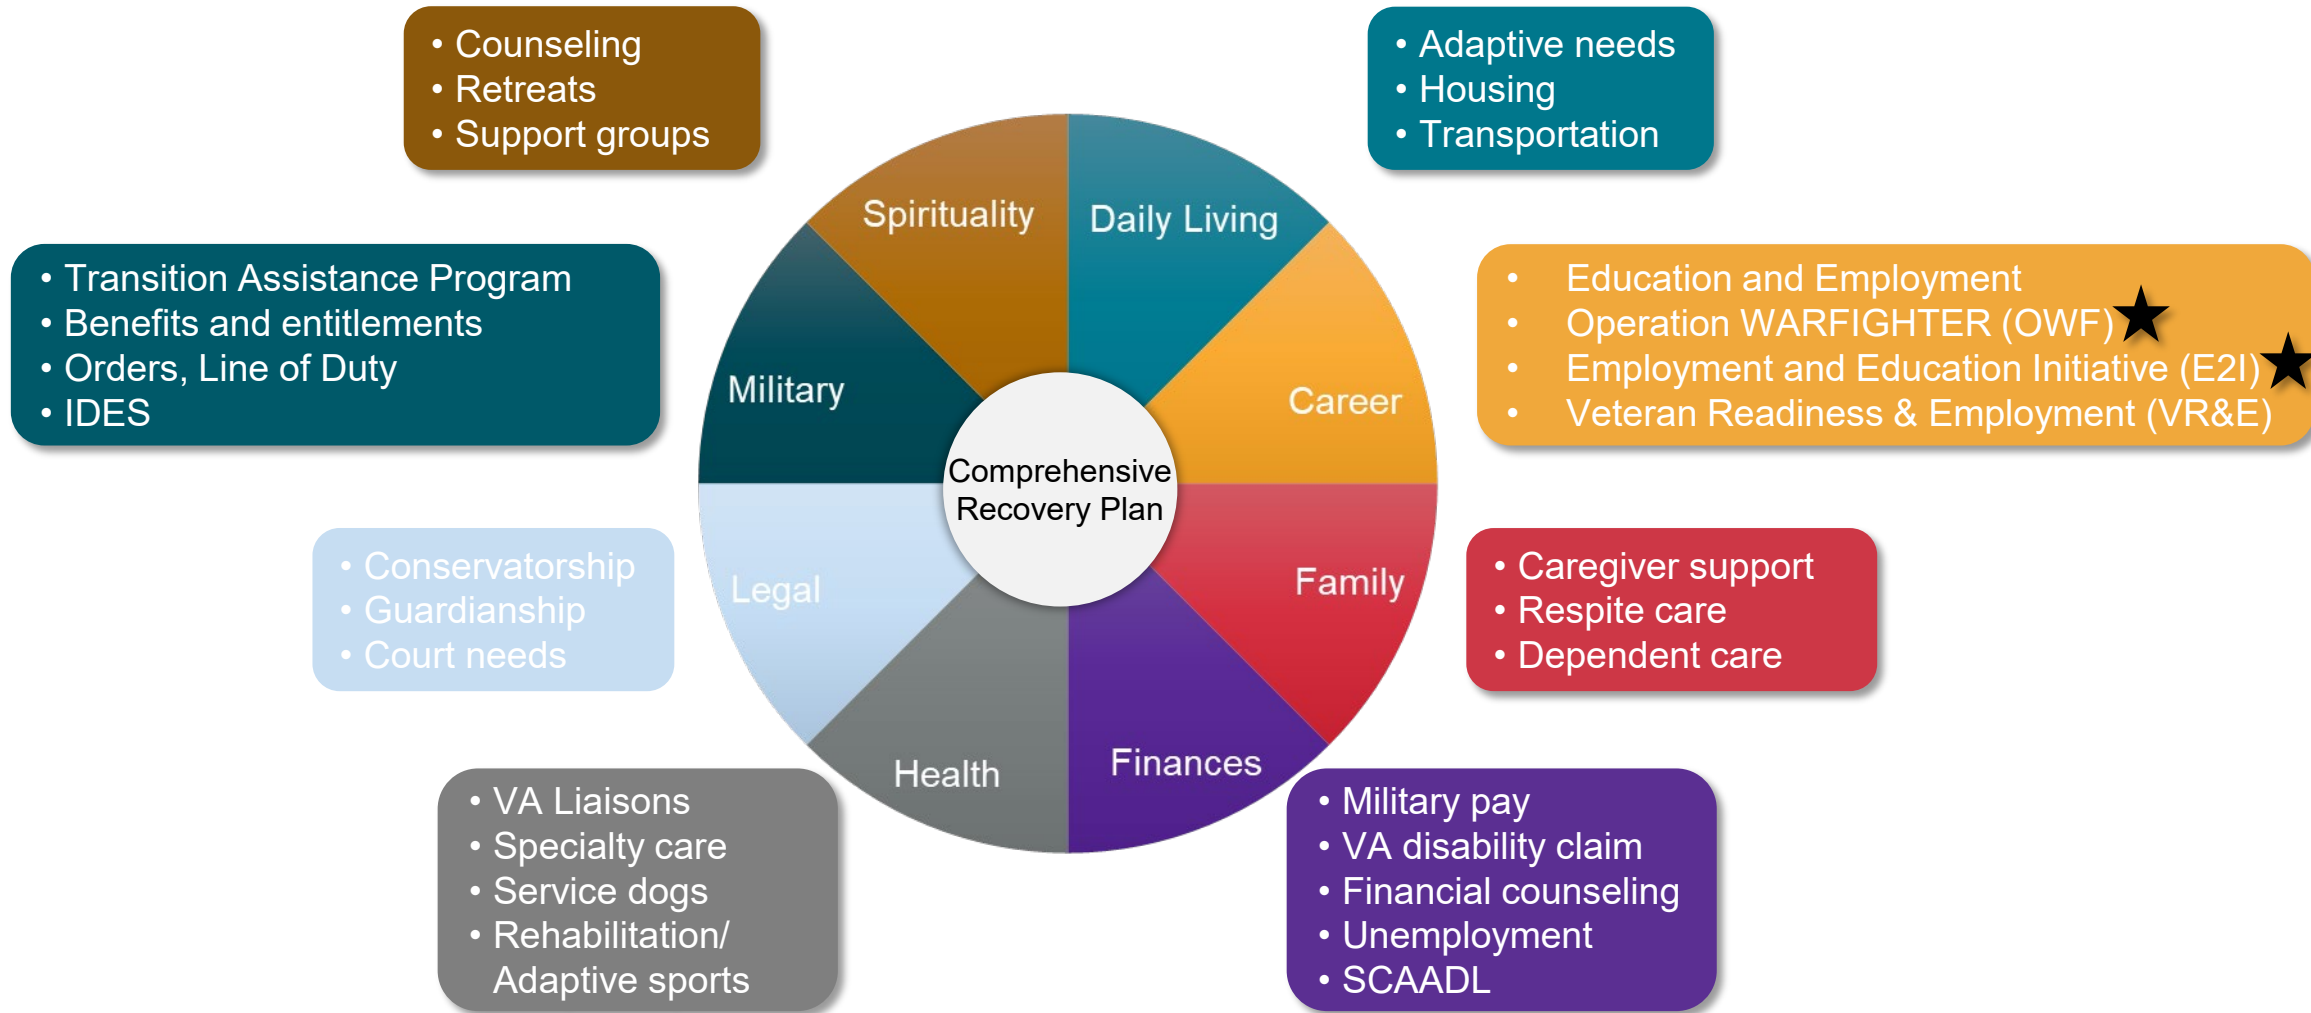 • Counseling
• Retreats
• Support groups
• Adaptive needs
• Housing
• Transportation
Spirituality
Daily Living
• Transition Assistance Program
• Benefits and entitlements
• Orders, Line of Duty
• IDES
Military
Career
• Education and Employment
• Operation WARFIGHTER (OWF)
• Employment and Education Initiative (E2I)
• Veteran Readiness & Employment (VR&E)
Comprehensive
Recovery Plan
• Conservatorship
• Guardianship
• Court needs
Legal
Family
• Caregiver support
• Respite care
• Dependent care
Health
Finances
• VA Liaisons
• Specialty care
• Service dogs
• Rehabilitation/
Adaptive sports
• Military pay
• VA disability claim
• Financial counseling
• Unemployment
• SCAADL